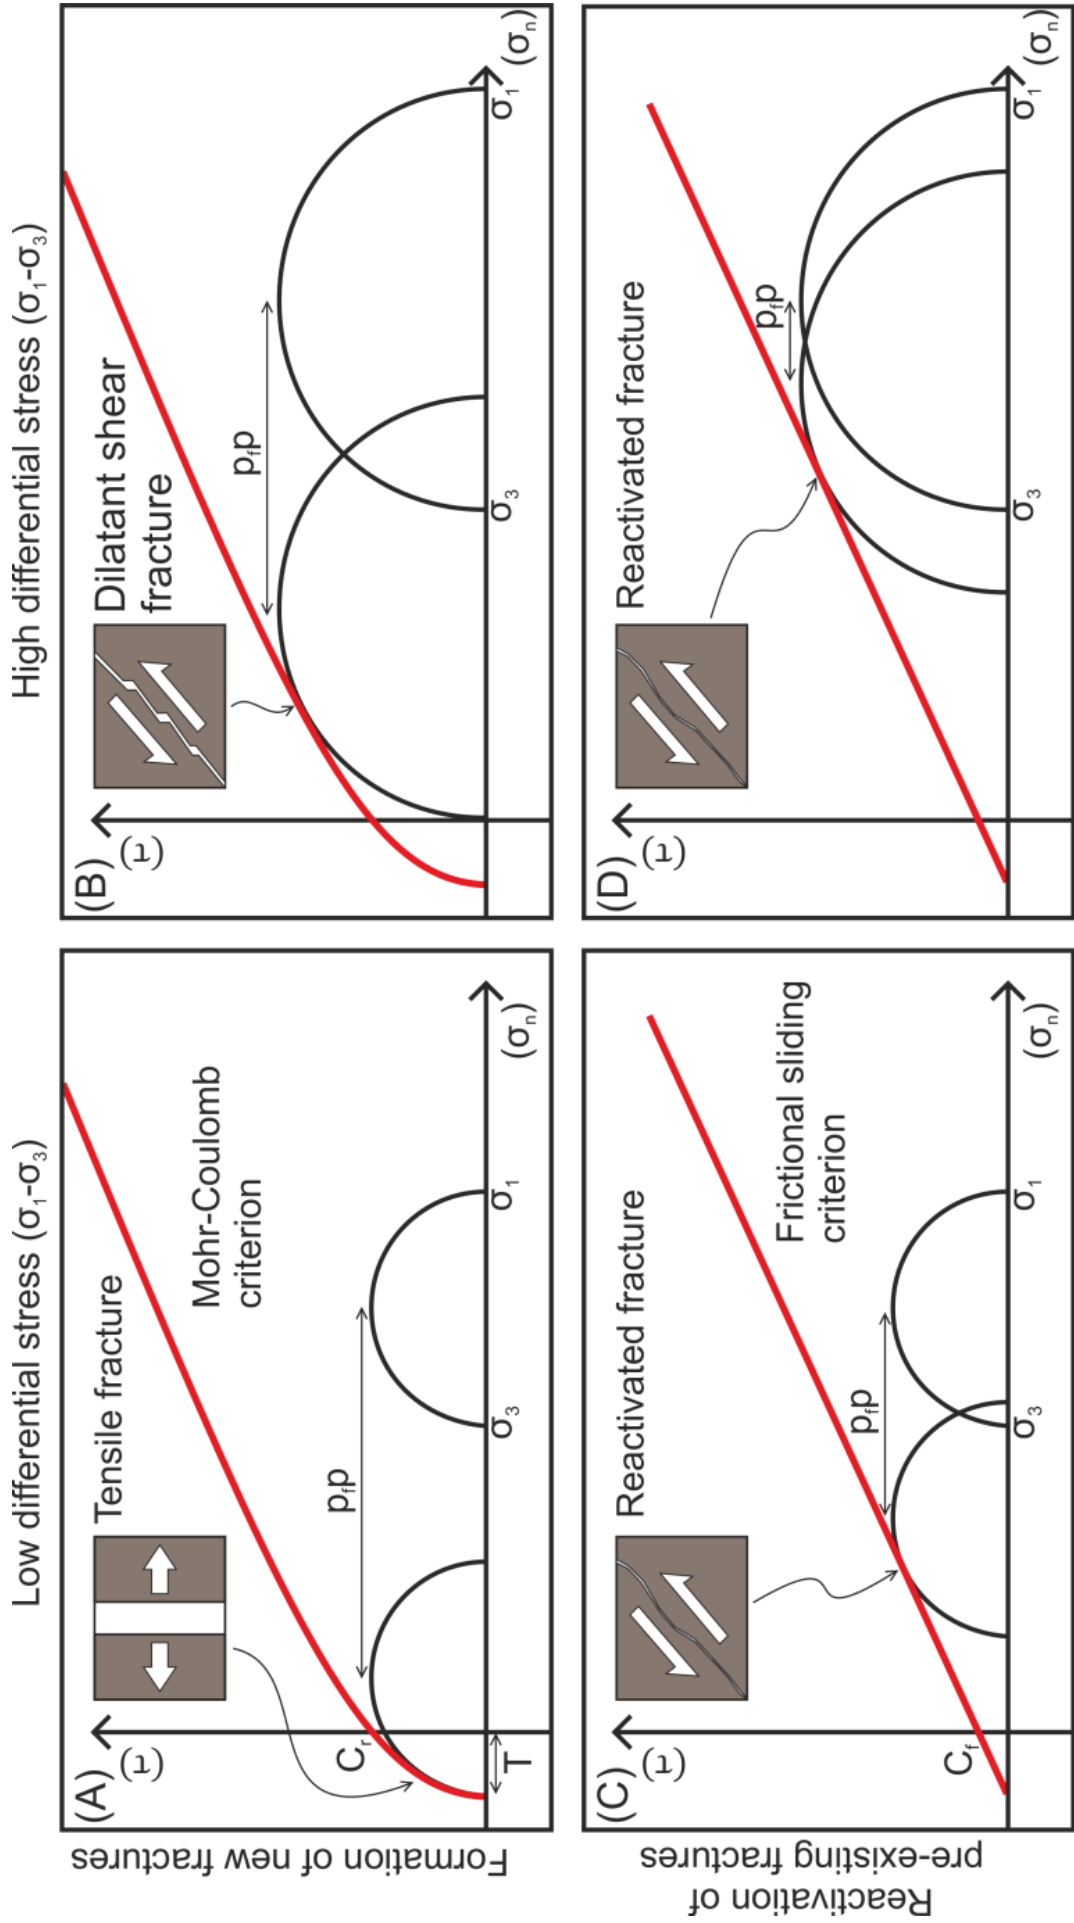 Low differential stress (σ₁-σ₃)
High differential stress (σ₁-σ₃)
Formation of new fractures
Reactivation of
pre-existing fractures
(A)
(τ)
Tensile fracture
Mohr-Coulomb
criterion
pfp
Cr
T
σ₃
σ₁
(σn)
(B)
(τ)
Dilatant shear
fracture
pfp
σ₃
σ₁
(σn)
(C)
(τ)
Reactivated fracture
Frictional sliding
criterion
pfp
Cf
σ₃
σ₁
(σn)
(D)
(τ)
Reactivated fracture
pfp
σ₃
σ₁
(σn)